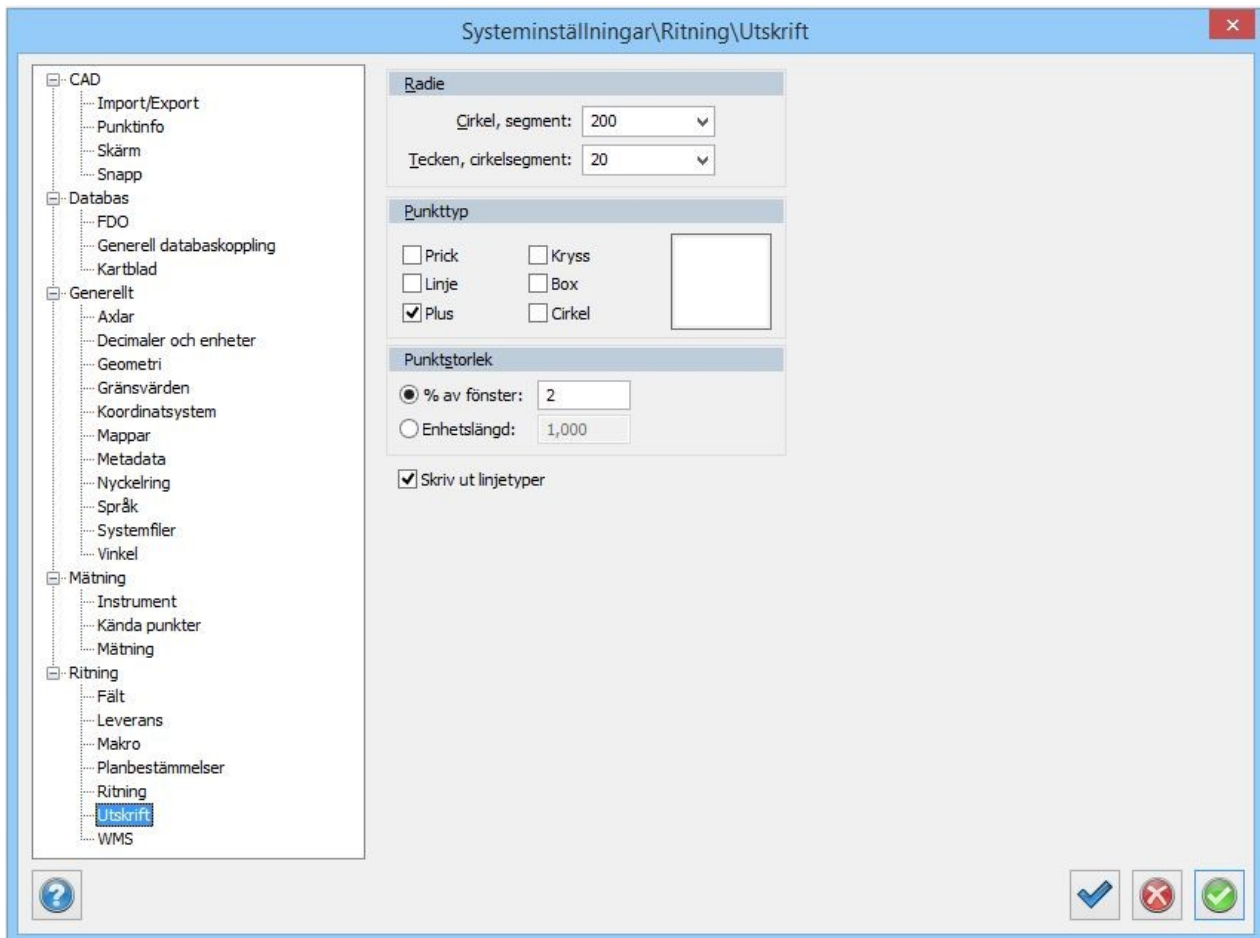 Systeminställningar\Ritning\Utskrift
CAD
Import/Export
Punktinfo
Skärm
Snapp
Databas
FDO
Generell databaskoppling
Kartblad
Generellt
Axlar
Decimaler och enheter
Geometri
Gränsvärden
Koordinatsystem
Mappar
Metadata
Nyckelring
Språk
Systemfiler
Vinkel
Mätning
Instrument
Kända punkter
Mätning
Ritning
Fält
Leverans
Makro
Planbestämmelser
Ritning
Utskrift
WMS
Radie
Cirkel, segment: 200
Tecken, cirkelsegment: 20
Punkttyp
Prick Kryss
Linje Box
Plus Cirkel
Punktstorlek
% av fönster: 2
Enhetslängd: 1,000
Skriv ut linjetyper